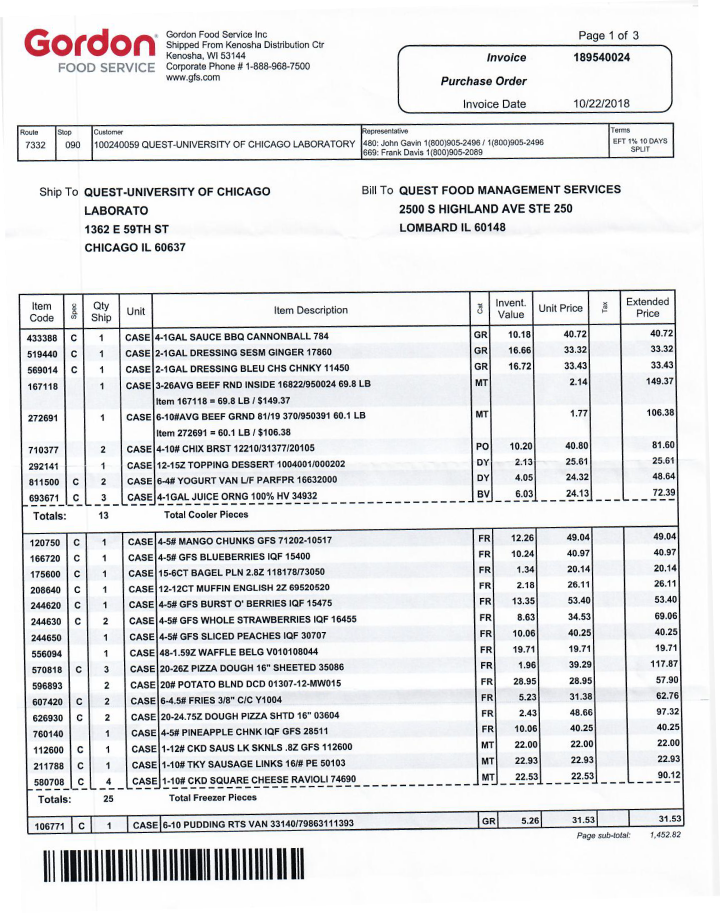 Gordon
FOOD SERVICE
Gordon Food Service Inc
Shipped From Kenosha Distribution Ctr
Kenosha, WI 53144
Corporate Phone # 1-888-968-7500
www.gfs.com
Page 1 of 3
Invoice 189540024
Purchase Order
Invoice Date 10/22/2018
Route Stop Customer Representative Terms
7332 090 100240059 QUEST-UNIVERSITY OF CHICAGO LABORATORY 480: John Gavin 1(800)905-2496 / 1(800)905-2496 EFT 1% 10 DAYS
669: Frank Davis 1(800)905-2089 SPLIT
Ship To QUEST-UNIVERSITY OF CHICAGO
LABORATO
1362 E 59TH ST
CHICAGO IL 60637
Bill To QUEST FOOD MANAGEMENT SERVICES
2500 S HIGHLAND AVE STE 250
LOMBARD IL 60148
Item Code Spec Qty Ship Unit Item Description Cat Invent. Value Unit Price Tax Extended Price
433388 C 1 CASE 4-1GAL SAUCE BBQ CANNONBALL 784 GR 10.18 40.72 40.72
519440 C 1 CASE 2-1GAL DRESSING SESM GINGER 17860 GR 16.66 33.32 33.32
569014 C 1 CASE 2-1GAL DRESSING BLEU CHS CHNKY 11450 GR 16.72 33.43 33.43
167118 1 CASE 3-26AVG BEEF RND INSIDE 16822/950024 69.8 LB MT 2.14 149.37
Item 167118 = 69.8 LB / $149.37
272691 1 CASE 6-10#AVG BEEF GRND 81/19 370/950391 60.1 LB MT 1.77 106.38
Item 272691 = 60.1 LB / $106.38
710377 2 CASE 4-10# CHIX BRST 12210/31377/20105 PO 10.20 40.80 81.60
292141 1 CASE 12-15Z TOPPING DESSERT 1004001/000202 DY 2.13 25.61 25.61
811500 C 2 CASE 6-4# YOGURT VAN L/F PARFPR 16632000 DY 4.05 24.32 48.64
693671 C 3 CASE 4-1GAL JUICE ORNG 100% HV 34932 BV 6.03 24.13 72.39
Totals: 13 Total Cooler Pieces
120750 C 1 CASE 4-5# MANGO CHUNKS GFS 71202-10517 FR 12.26 49.04 49.04
166720 C 1 CASE 4-5# GFS BLUEBERRIES IQF 15400 FR 10.24 40.97 40.97
175600 C 1 CASE 15-6CT BAGEL PLN 2.8Z 118178/73050 FR 1.34 20.14 20.14
208640 C 1 CASE 12-12CT MUFFIN ENGLISH 2Z 69520520 FR 2.18 26.11 26.11
244620 C 1 CASE 4-5# GFS BURST O' BERRIES IQF 15475 FR 13.35 53.40 53.40
244630 C 2 CASE 4-5# GFS WHOLE STRAWBERRIES IQF 16455 FR 8.63 34.53 69.06
244650 1 CASE 4-5# GFS SLICED PEACHES IQF 30707 FR 10.06 40.25 40.25
556094 1 CASE 48-1.59Z WAFFLE BELG V010108044 FR 19.71 19.71 19.71
570818 C 3 CASE 20-26Z PIZZA DOUGH 16" SHEETED 35086 FR 1.96 39.29 117.87
596893 2 CASE 20# POTATO BLND DCD 01307-12-MW015 FR 28.95 28.95 57.90
607420 C 2 CASE 6-4.5# FRIES 3/8" C/C Y1004 FR 5.23 31.38 62.76
626930 C 2 CASE 20-24.75Z DOUGH PIZZA SHTD 16" 03604 FR 2.43 48.66 97.32
760140 1 CASE 4-5# PINEAPPLE CHNK IQF GFS 28511 FR 10.06 40.25 40.25
112600 C 1 CASE 1-12# CKD SAUS LK SKNLS .8Z GFS 112600 MT 22.00 22.00 22.00
211788 C 1 CASE 1-10# TKY SAUSAGE LINKS 16/# PE 50103 MT 22.93 22.93 22.93
580708 C 4 CASE 1-10# CKD SQUARE CHEESE RAVIOLI 74690 MT 22.53 22.53 90.12
Totals: 25 Total Freezer Pieces
106771 C 1 CASE 6-10 PUDDING RTS VAN 33140/79863111393 GR 5.26 31.53 31.53
Page sub-total: 1,452.82